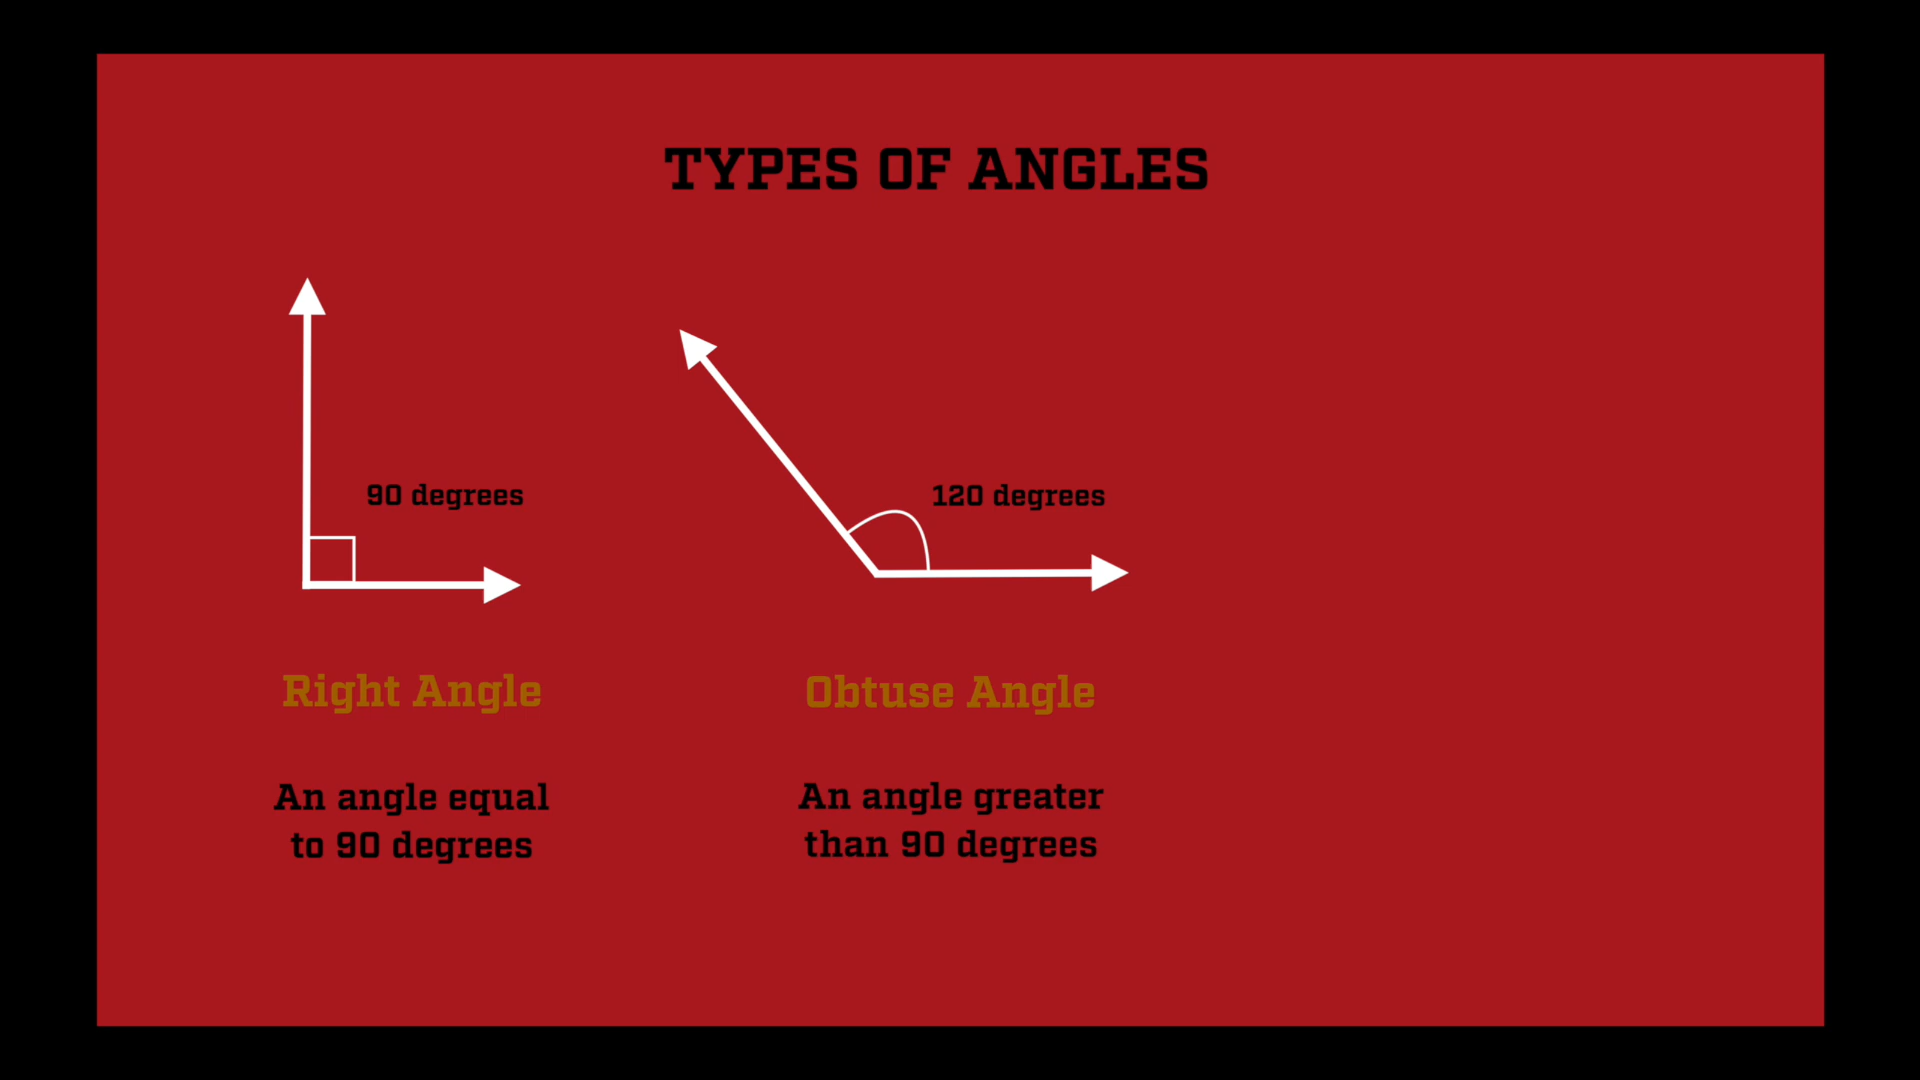 TYPES OF ANGLES
90 degrees
120 degrees
Right Angle
Obtuse Angle
An angle equal
to 90 degrees
An angle greater
than 90 degrees